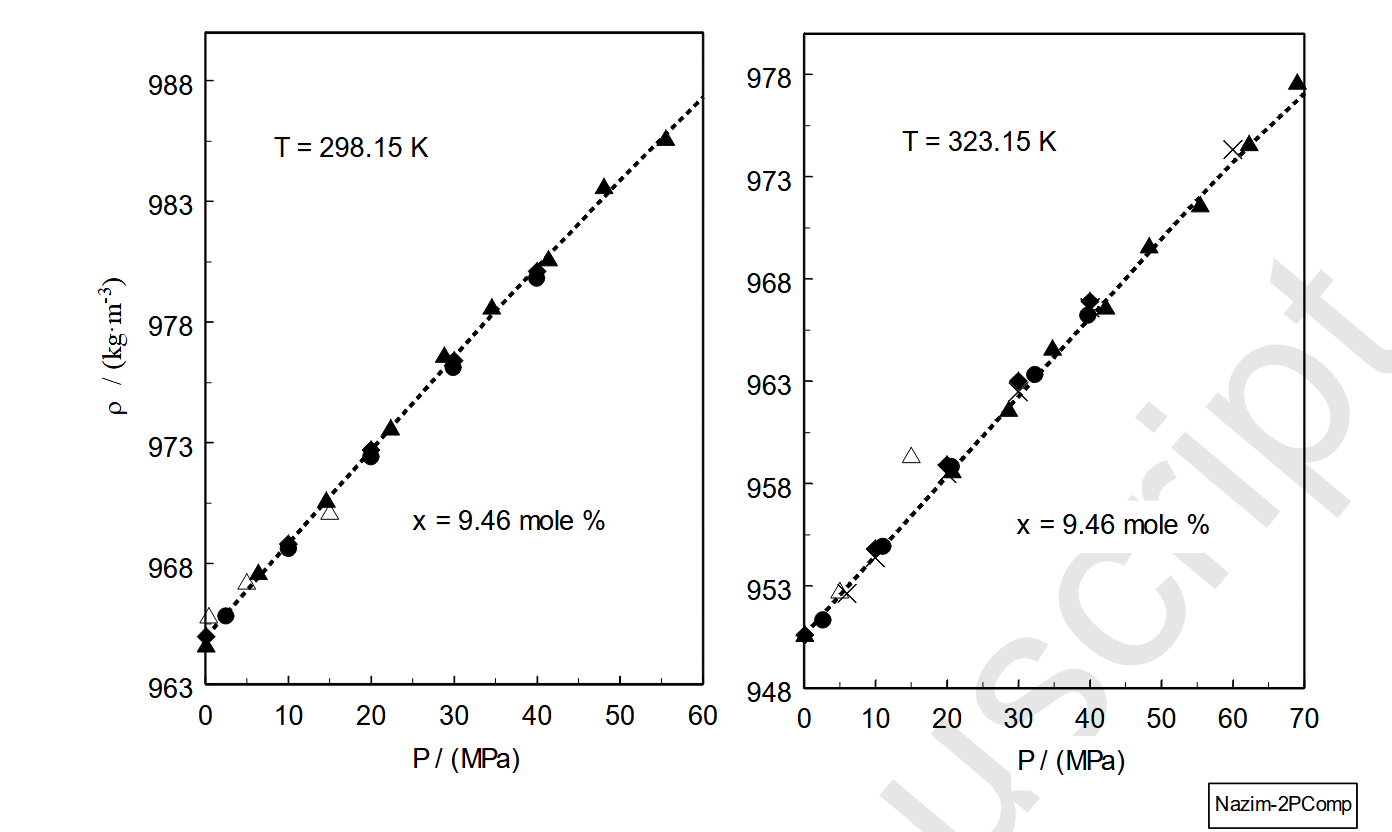 988
983
978
973
968
963
0 10 20 30 40 50 60
T = 298.15 K
x = 9.46 mole %
ρ / (kg·m-3)
P / (MPa)
978
973
968
963
958
953
948
0 10 20 30 40 50 60 70
T = 323.15 K
x = 9.46 mole %
P / (MPa)
uscript
Nazim-2PComp